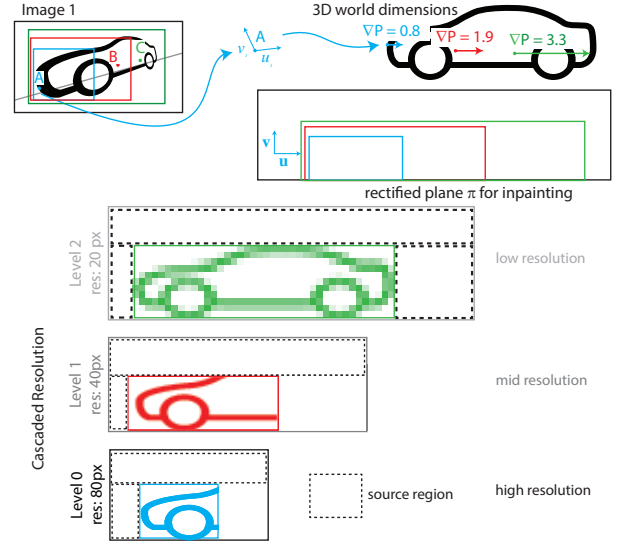 Image 1
3D world dimensions
A
B
C
A
v
u
∇P = 0.8
∇P = 1.9
∇P = 3.3
v
u
rectified plane π for inpainting
Cascaded Resolution
Level 2
res: 20 px
low resolution
Level 1
res: 40px
mid resolution
Level 0
res: 80px
source region
high resolution